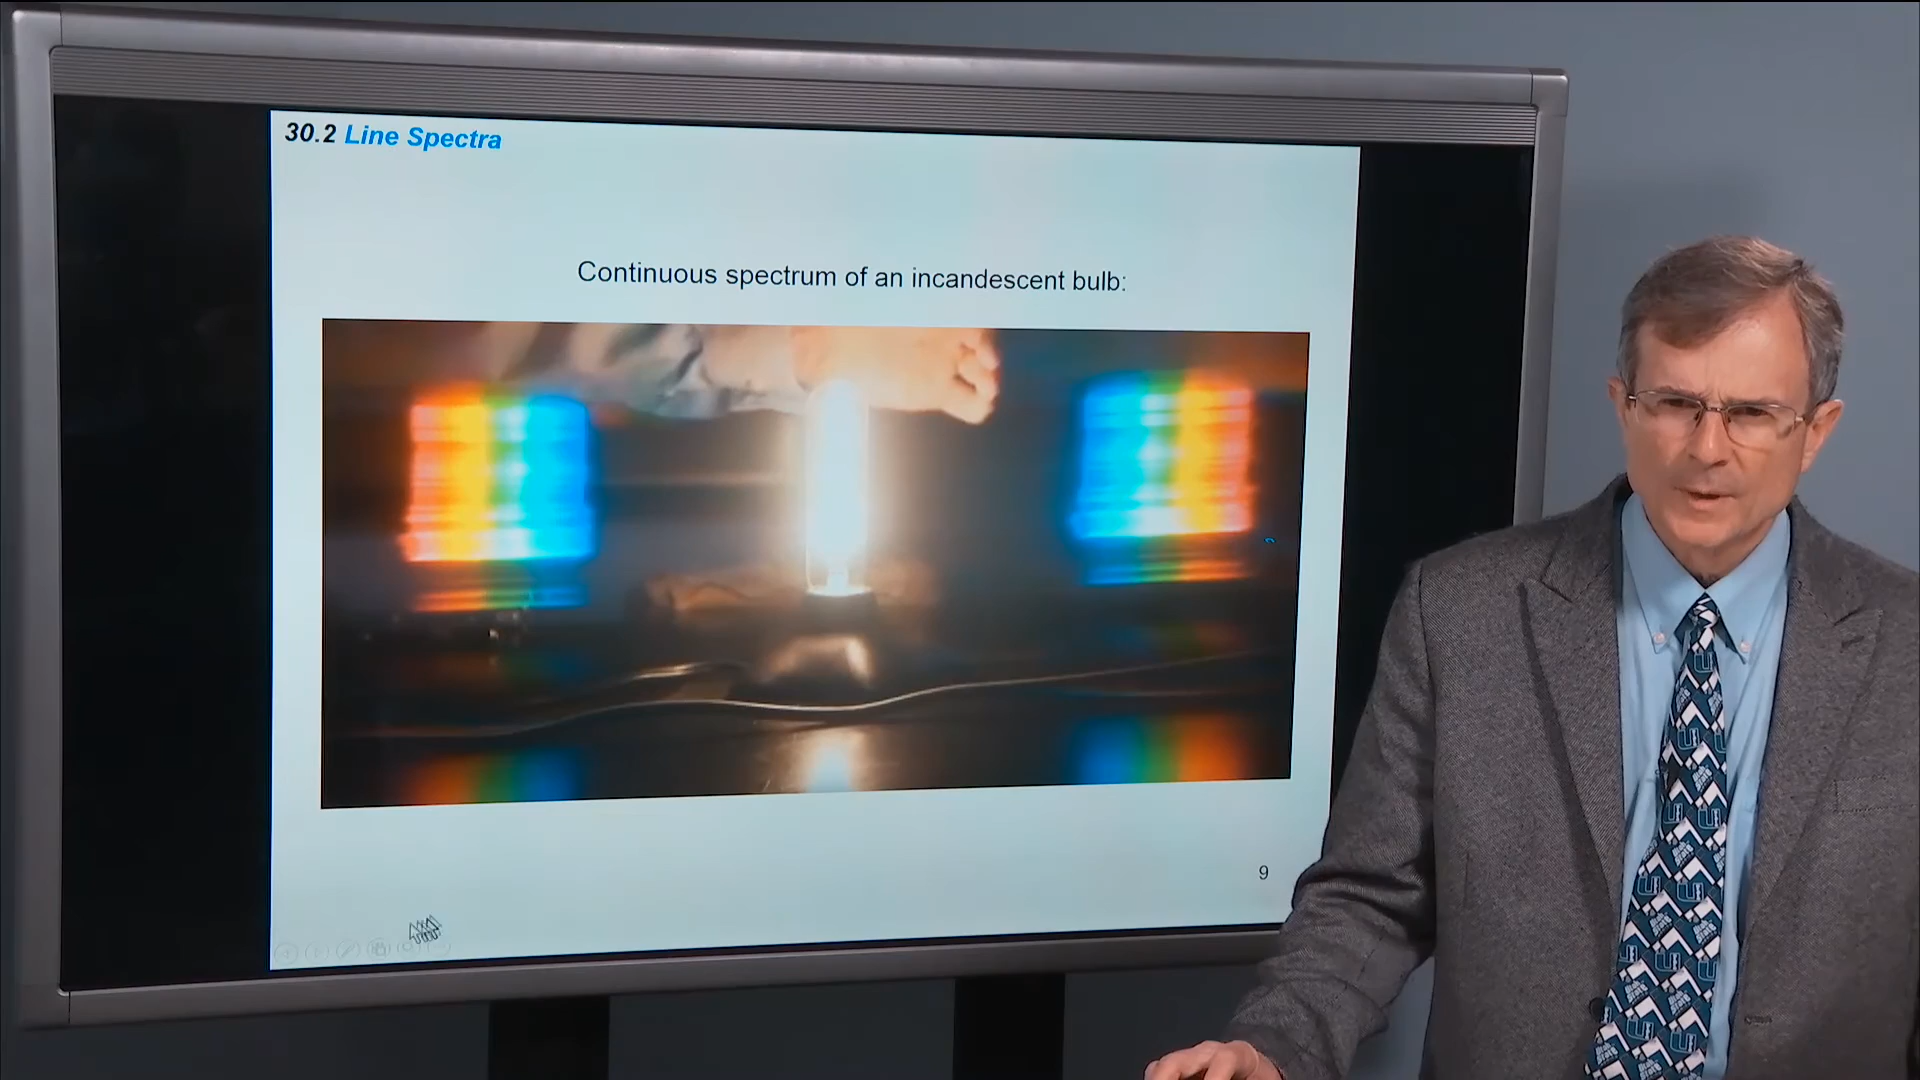 30.2 Line Spectra
Continuous spectrum of an incandescent bulb:
9